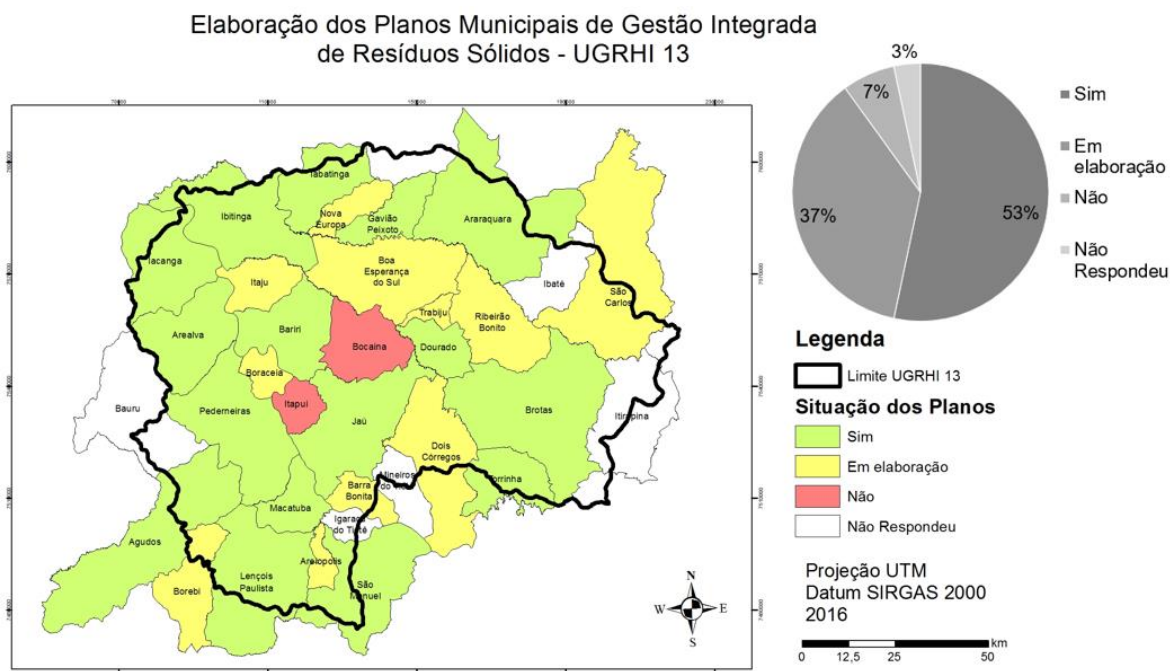 Elaboração dos Planos Municipais de Gestão Integrada
de Resíduos Sólidos - UGRHI 13
Tabatinga
Ibitinga
Nova
Europa
Gavião
Peixoto
Araraquara
Iacanga
Itaju
Boa
Esperança
do Sul
Ibaté
São
Carlos
Trabiju
Ribeirão
Bonito
Arealva
Bariri
Bocaina
Dourado
Boraceia
Itapuí
Bauru
Pederneiras
Jaú
Brotas
Itirapina
Dois
Córregos
Mineiros
do
Torrinha
Barra
Bonita
Macatuba
Igaraçu
do Tietê
Agudos
Areiopolis
Lençois
Paulista
São
Manuel
Borebi
N
W
E
S
3%
7%
37%
53%
Sim
Em
elaboração
Não
Não
Respondeu
Legenda
Limite UGRHI 13
Situação dos Planos
Sim
Em elaboração
Não
Não Respondeu
Projeção UTM
Datum SIRGAS 2000
2016
km
0 12,5 25 50